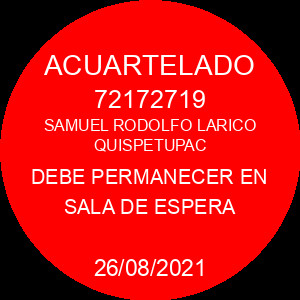 ACUARTELADO
72172719
SAMUEL RODOLFO LARICO
QUISPETUPAC
DEBE PERMANECER EN
SALA DE ESPERA
26/08/2021